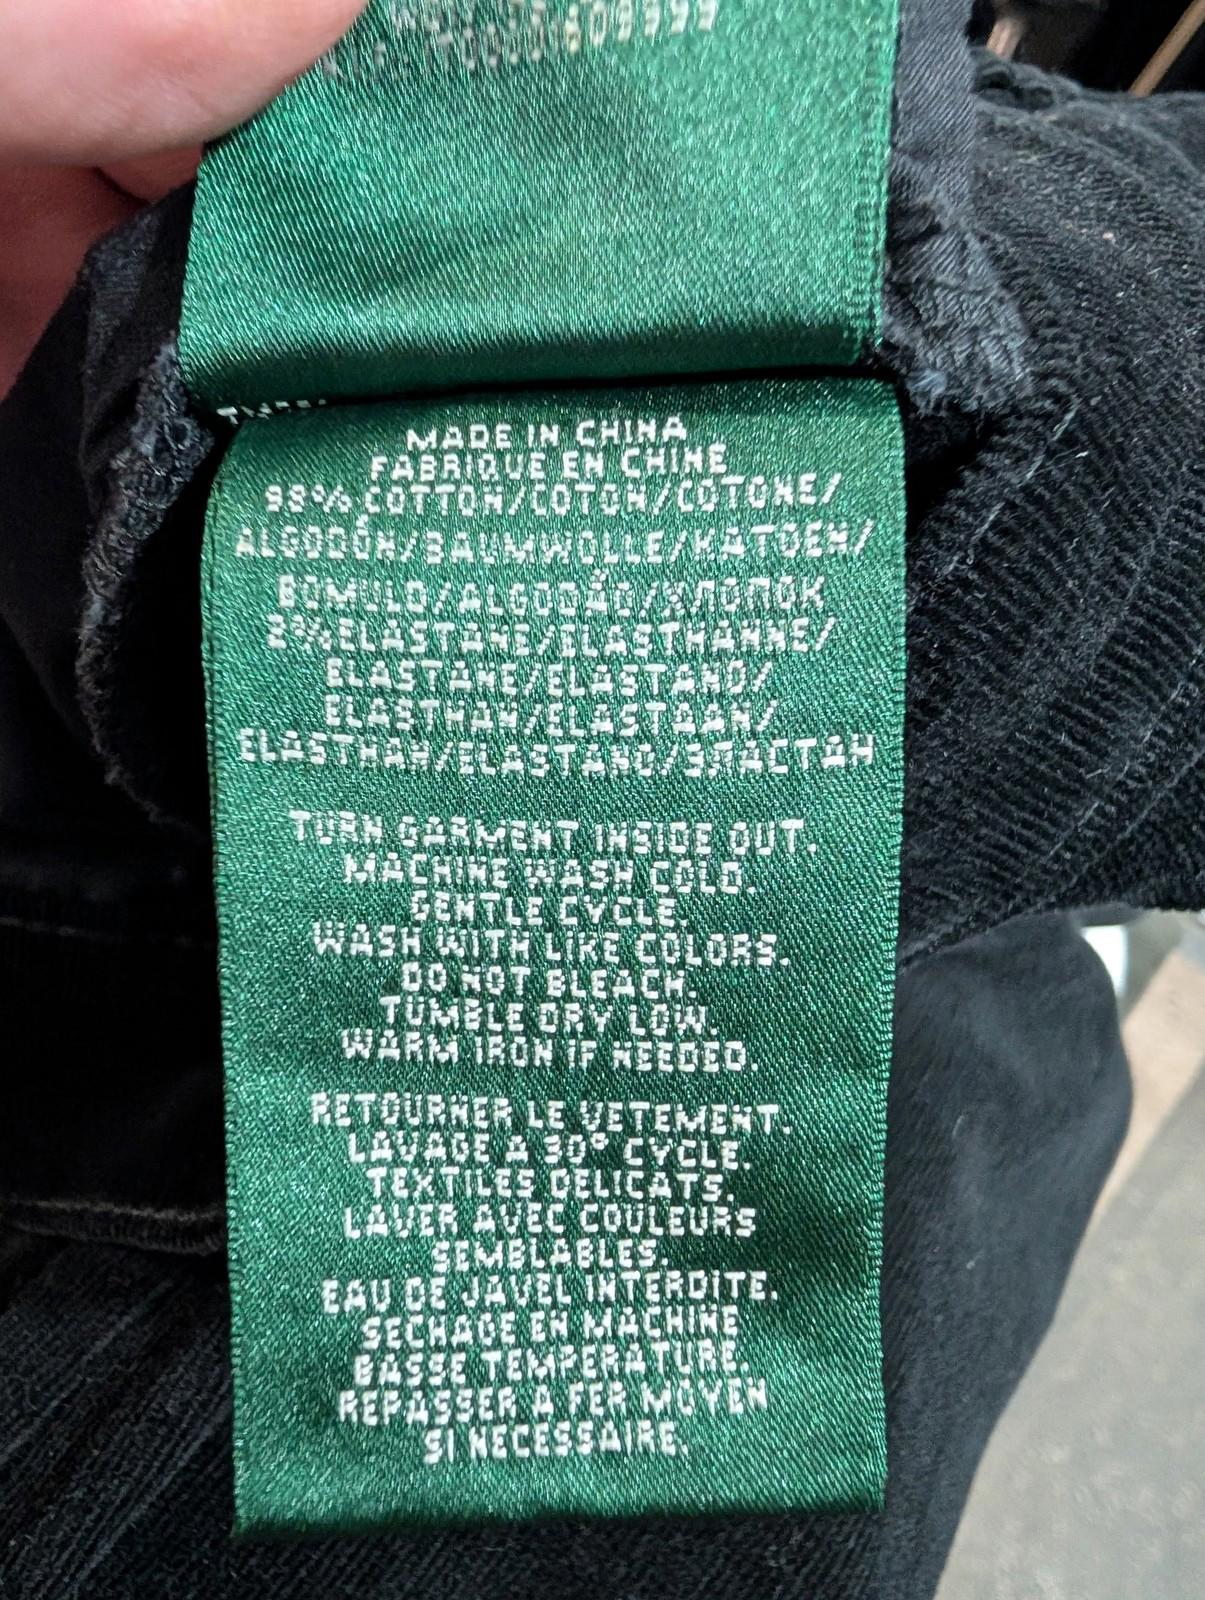 MADE IN CHINA
FABRIQUE EN CHINE
98% COTTON/COTON/COTONE/
ALGODÓN/BAUMWOLLE/KATOEN/
BOMULD/ALGODÃO/ХЛОПОК
2% ELASTANE/ELASTHANNE/
ELASTANE/ELASTANO/
ELASTHAN/ELASTAAN/
ELASTHAN/ELASTANO/ЭЛАСТАН
TURN GARMENT INSIDE OUT.
MACHINE WASH COLD.
GENTLE CYCLE.
WASH WITH LIKE COLORS.
DO NOT BLEACH.
TUMBLE DRY LOW.
WARM IRON IF NEEDED.
RETOURNER LE VETEMENT.
LAVAGE A 30° CYCLE.
TEXTILES DELICATS.
LAVER AVEC COULEURS
SEMBLABLES.
EAU DE JAVEL INTERDITE.
SECHAGE EN MACHINE
BASSE TEMPERATURE.
REPASSER A FER MOYEN
SI NECESSAIRE.